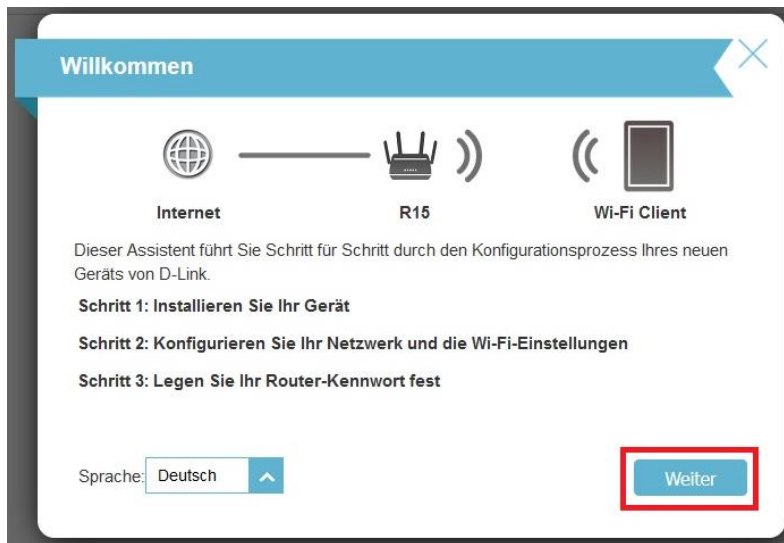 Willkommen
Internet
R15
Wi-Fi Client
Dieser Assistent führt Sie Schritt für Schritt durch den Konfigurationsprozess Ihres neuen
Geräts von D-Link.
Schritt 1: Installieren Sie Ihr Gerät
Schritt 2: Konfigurieren Sie Ihr Netzwerk und die Wi-Fi-Einstellungen
Schritt 3: Legen Sie Ihr Router-Kennwort fest
Sprache: Deutsch
Weiter